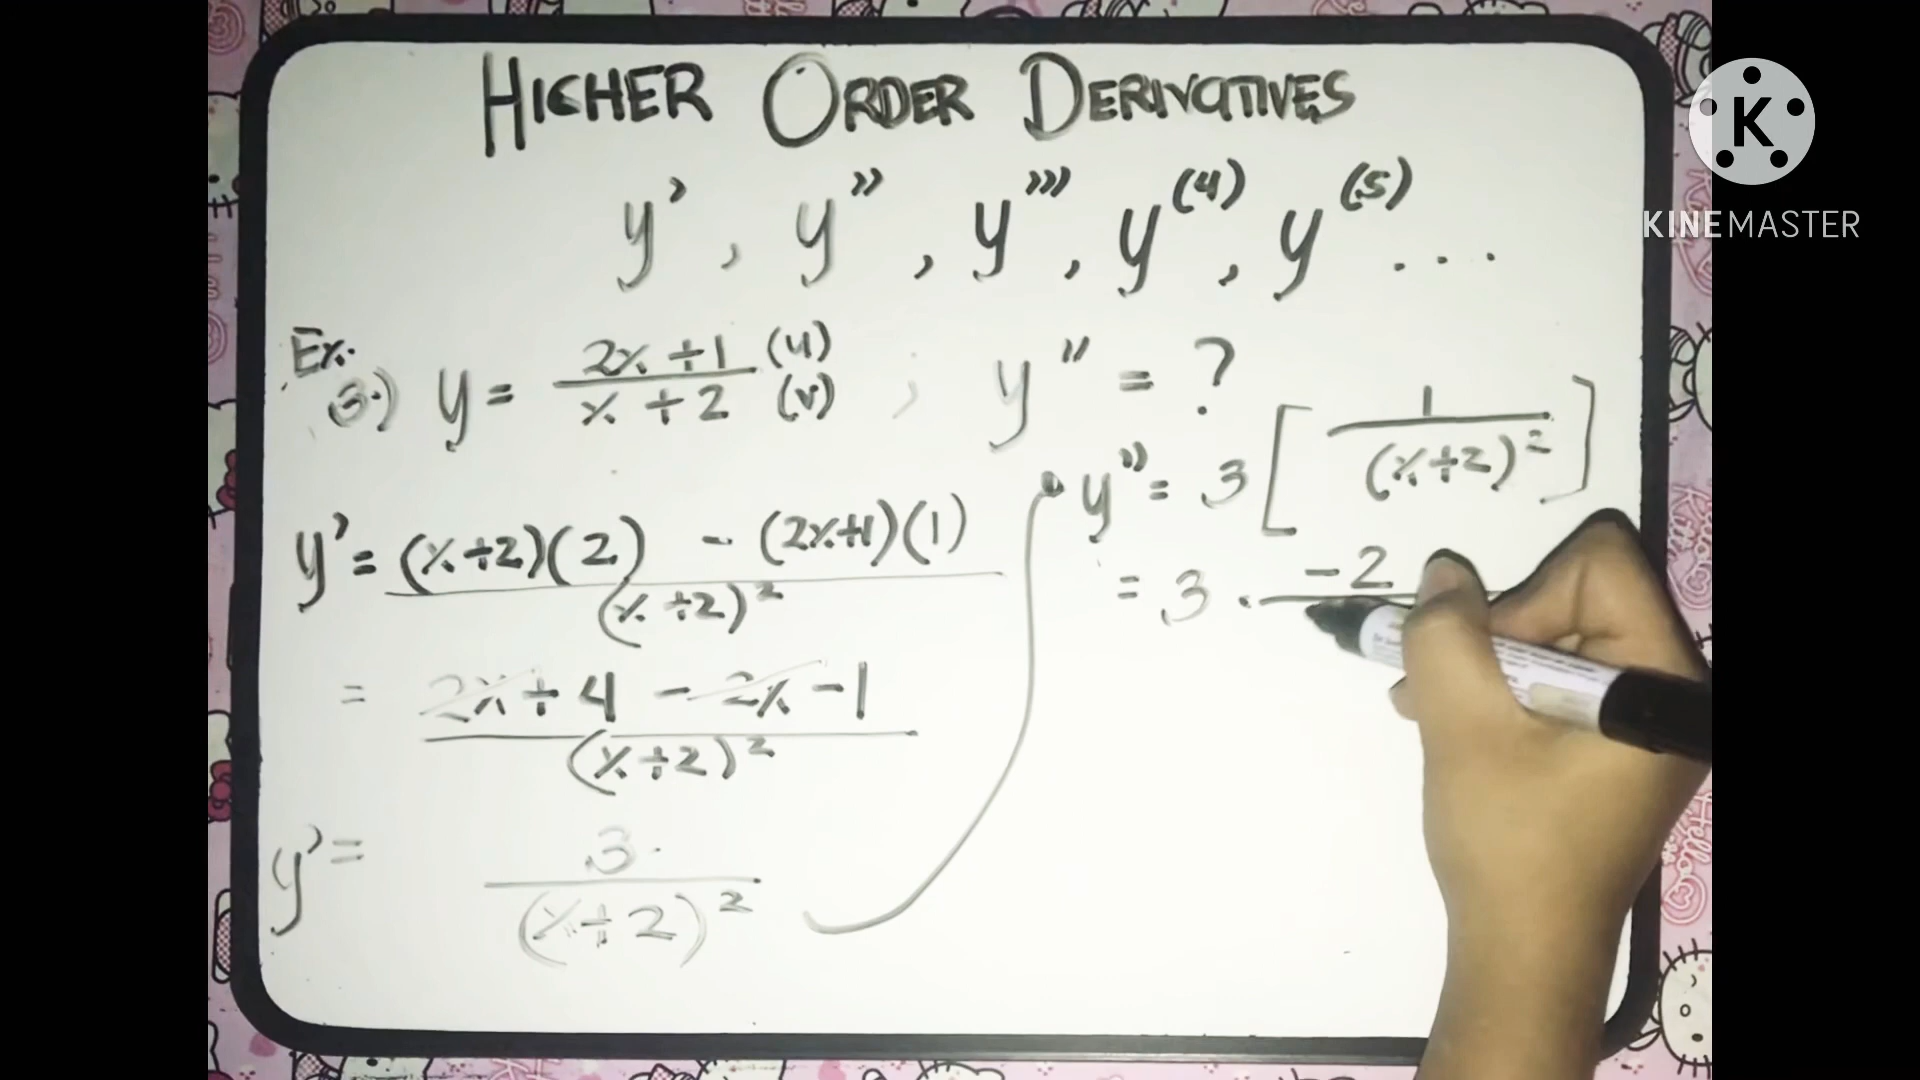 HIGHER ORDER DERIVATIVES
K
KINEMASTER
y', y'', y''', y^(4), y^(5) ...
Ex.
3.) y = 2x+1 (u) / x+2 (v) ; y'' = ?
y' = (x+2)(2) - (2x+1)(1) / (x+2)^2
= 2x+4 - 2x - 1 / (x+2)^2
y' = 3 / (x+2)^2
y'' = 3 [ 1 / (x+2)^2 ]
= 3 · -2